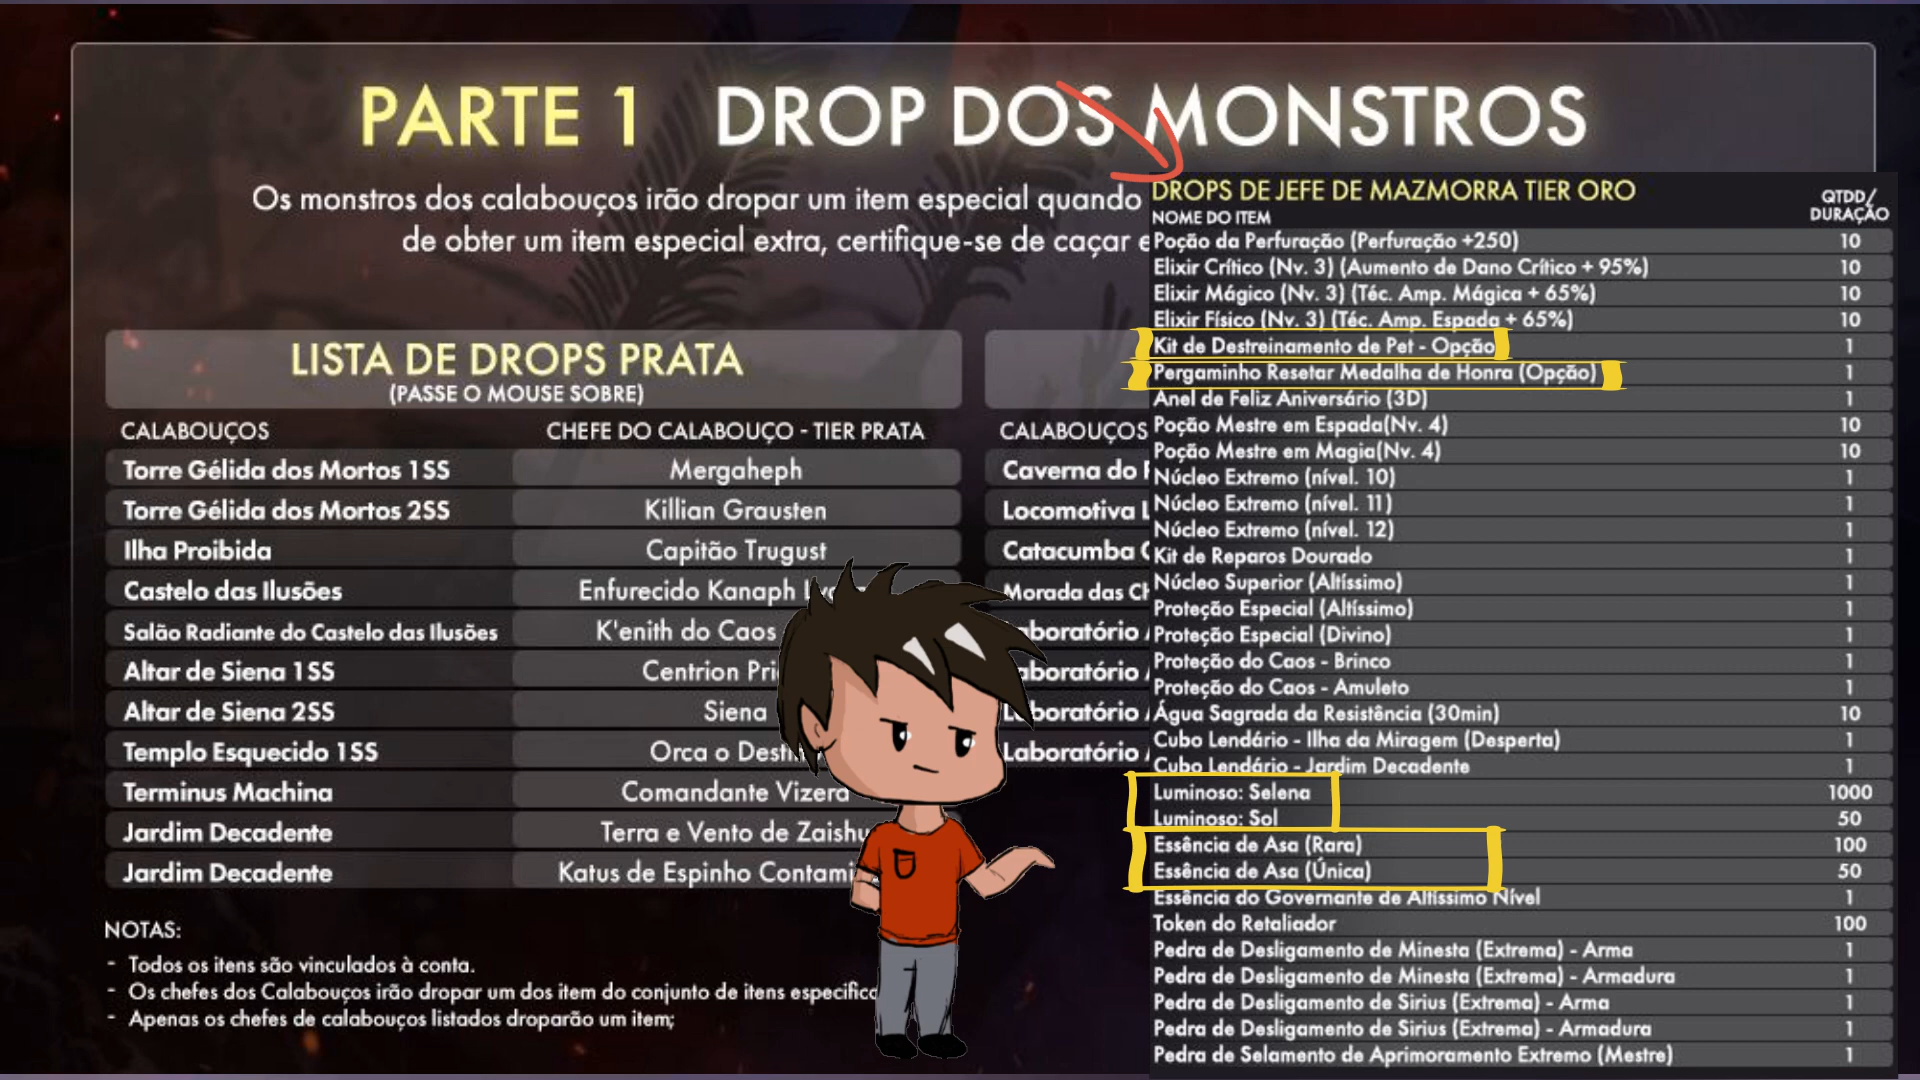 PARTE 1 DROP DOS MONSTROS
Os monstros dos calabouços irão dropar um item especial quando
de obter um item especial extra, certifique-se de caçar
LISTA DE DROPS PRATA
(PASSE O MOUSE SOBRE)
CALABOUÇOS CHEFE DO CALABOUÇO - TIER PRATA
Torre Gélida dos Mortos 1SS Mergaheph
Torre Gélida dos Mortos 2SS Killian Grausten
Ilha Proibida Capitão Trugust
Castelo das Ilusões Enfurecido Kanaph
Salão Radiante do Castelo das Ilusões K'enith do Caos
Altar de Siena 1SS Centrion
Altar de Siena 2SS Siena
Templo Esquecido 1SS Orca o
Terminus Machina Comandante Vizera
Jardim Decadente Terra e Vento de Zaishu
Jardim Decadente Katus de Espinho
NOTAS:
- Todos os itens são vinculados à conta.
- Os chefes dos Calabouços irão dropar um dos item do conjunto de itens
- Apenas os chefes de calabouços listados droparão um item;
CALABOUÇOS
Caverna do
Locomotiva
Catacumba
Morada das
Laboratório
Laboratório
Laboratório
Laboratório
DROPS DE JEFE DE MAZMORRA TIER ORO
NOME DO ITEM QTDD/
DURAÇÃO
Poção da Perfuração (Perfuração +250) 10
Elixir Crítico (Nv. 3) (Aumento de Dano Crítico + 95%) 10
Elixir Mágico (Nv. 3) (Téc. Amp. Mágica + 65%) 10
Elixir Físico (Nv. 3) (Téc. Amp. Espada + 65%) 10
Kit de Destreinamento de Pet - Opção 1
Pergaminho Resetar Medalha de Honra (Opção) 1
Anel de Feliz Aniversário (3D) 1
Poção Mestre em Espada(Nv. 4) 10
Poção Mestre em Magia(Nv. 4) 10
Núcleo Extremo (nível. 10) 1
Núcleo Extremo (nível. 11) 1
Núcleo Extremo (nível. 12) 1
Kit de Reparos Dourado 1
Núcleo Superior (Altíssimo) 1
Proteção Especial (Altíssimo) 1
Proteção Especial (Divino) 1
Proteção do Caos - Brinco 1
Proteção do Caos - Amuleto 1
Água Sagrada da Resistência (30min) 10
Cubo Lendário - Ilha da Miragem (Desperta) 1
Cubo Lendário - Jardim Decadente 1
Luminoso: Selena 1000
Luminoso: Sol 50
Essência de Asa (Rara) 100
Essência de Asa (Única) 50
Essência do Governante de Altíssimo Nível 1
Token do Retaliador 100
Pedra de Desligamento de Minesta (Extrema) - Arma 1
Pedra de Desligamento de Minesta (Extrema) - Armadura 1
Pedra de Desligamento de Sirius (Extrema) - Arma 1
Pedra de Desligamento de Sirius (Extrema) - Armadura 1
Pedra de Selamento de Aprimoramento Extremo (Mestre) 1